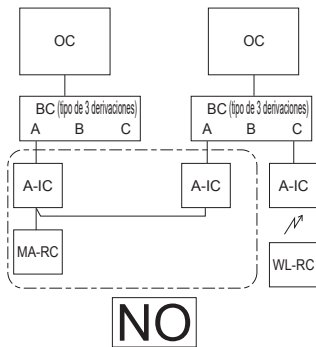 OC
OC
BC (tipo de 3 derivaciones)
A B C
BC (tipo de 3 derivaciones)
A B C
A-IC
A-IC
A-IC
MA-RC
WL-RC
NO